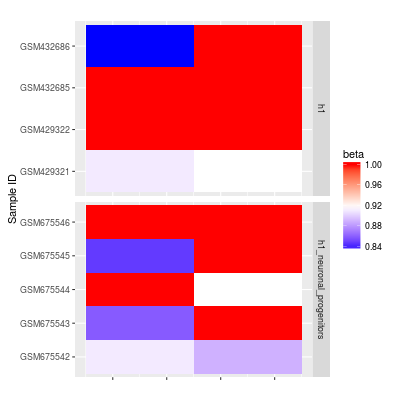 Sample ID
GSM432686
GSM432685
GSM429322
GSM429321
h1
GSM675546
GSM675545
GSM675544
GSM675543
GSM675542
h1_neuronal_progenitors
beta
1.00
0.96
0.92
0.88
0.84